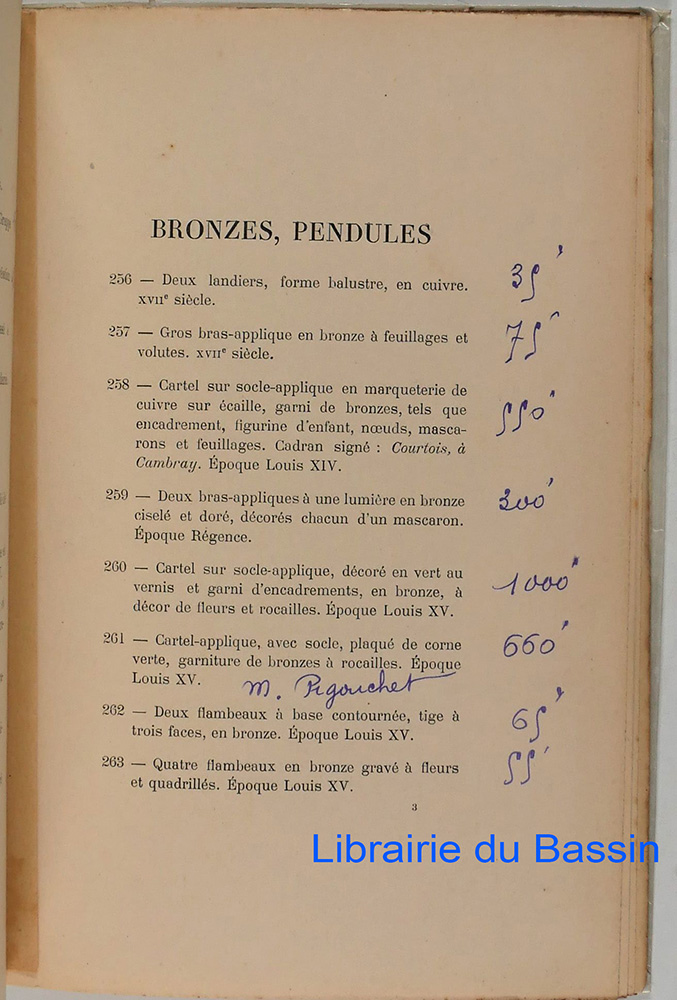 BRONZES, PENDULES
256 — Deux landiers, forme balustre, en cuivre. 35
XVIIe siècle.
257 — Gros bras-applique en bronze à feuillages et 75
volutes. XVIIe siècle.
258 — Cartel sur socle-applique en marqueterie de
cuivre sur écaille, garni de bronzes, tels que
encadrement, figurine d'enfant, nœuds, masca- 550
rons et feuillages. Cadran signé : Courtois, à
Cambray. Époque Louis XIV.
259 — Deux bras-appliques à une lumière en bronze 300
ciselé et doré, décorés chacun d'un mascaron.
Époque Régence.
260 — Cartel sur socle-applique, décoré en vert au
vernis et garni d'encadrements, en bronze, à 1000
décor de fleurs et rocailles. Époque Louis XV.
261 — Cartel-applique, avec socle, plaqué de corne 660
verte, garniture de bronzes à rocailles. Époque
Louis XV. M. Pigouchet
262 — Deux flambeaux à base contournée, tige à 65
trois faces, en bronze. Époque Louis XV.
263 — Quatre flambeaux en bronze gravé à fleurs 55
et quadrillés. Époque Louis XV.
3
Librairie du Bassin